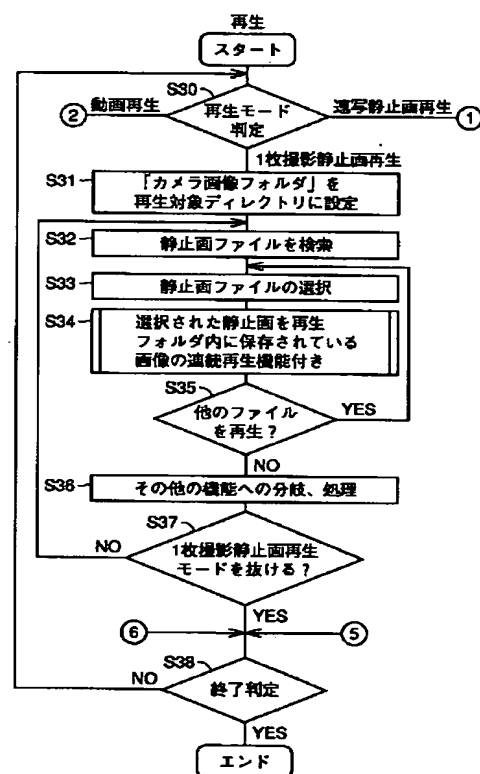 再生
スタート
S30
②
動画再生
再生モード
判定
連写静止画再生
①
1枚撮影静止画再生
S31
「カメラ画像フォルダ」を
再生対象ディレクトリに設定
S32
静止画ファイルを検索
S33
静止画ファイルの選択
S34
選択された静止画を再生
フォルダ内に保存されている
画像の連続再生機能付き
S35
他のファイル
を再生?
YES
NO
S36
その他の機能への分岐、処理
S37
NO
1枚撮影静止画再生
モードを抜ける?
YES
⑥
⑤
S38
NO
終了判定
YES
エンド